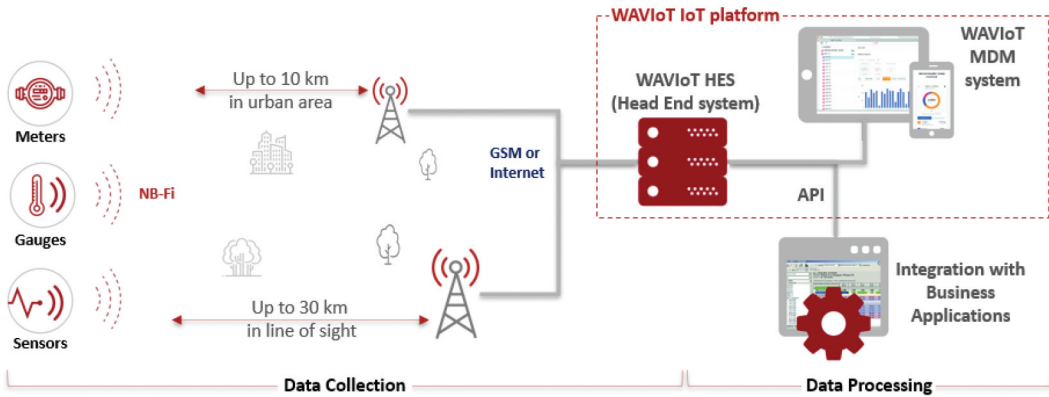 WAVIoT IoT platform
WAVIoT
MDM
system
WAVIoT HES
(Head End system)
Up to 10 km
in urban area
Meters
GSM or
Internet
NB-Fi
API
Gauges
Integration with
Business
Applications
Up to 30 km
in line of sight
Sensors
Data Collection
Data Processing